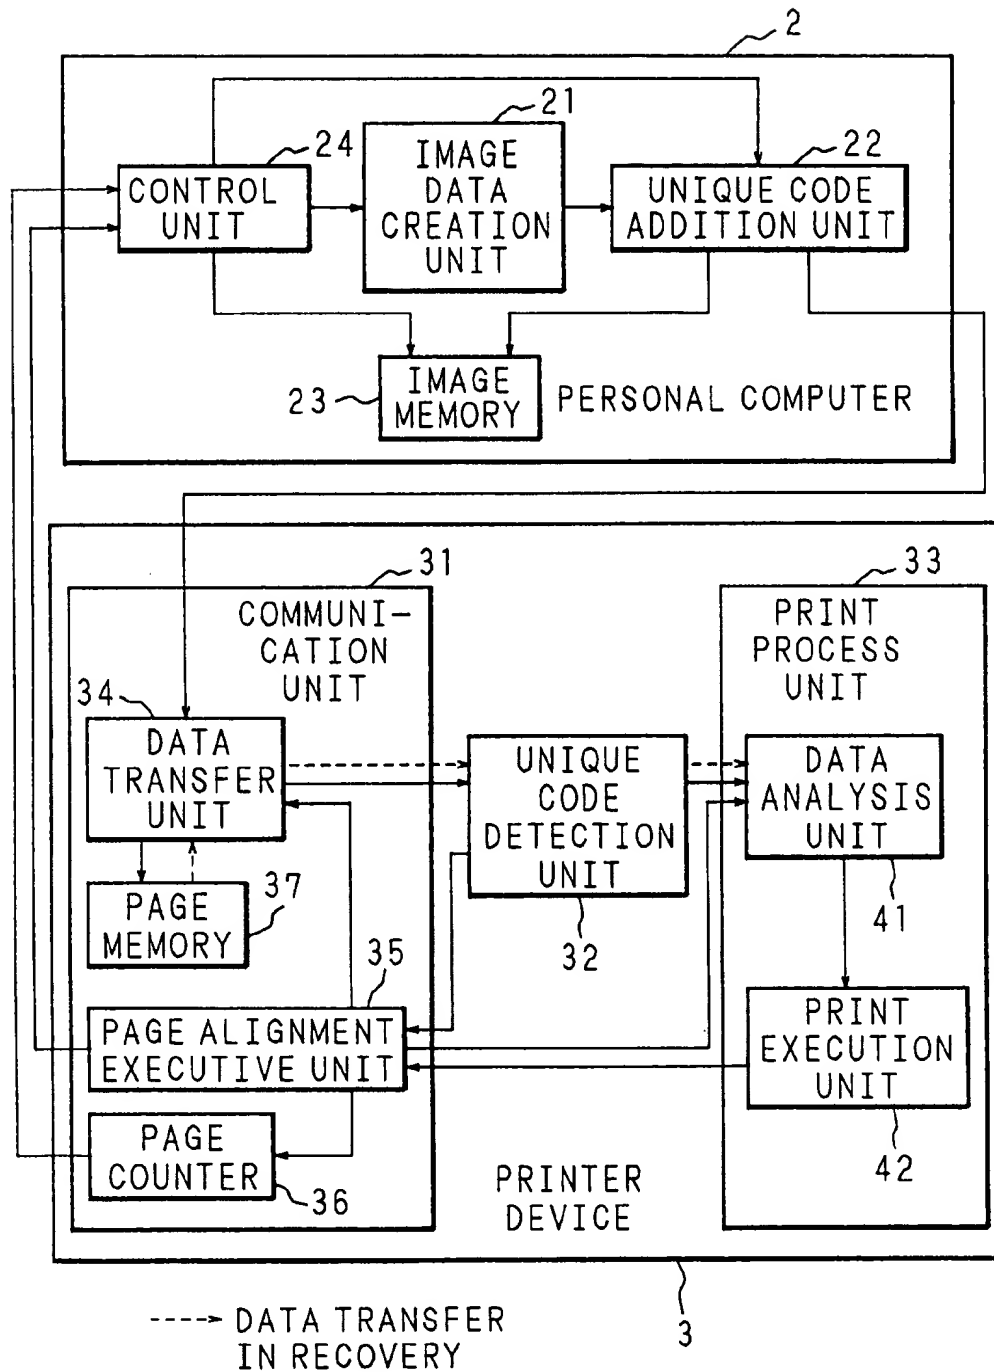 2
21
24
22
IMAGE
DATA
CREATION
UNIT
CONTROL
UNIT
UNIQUE CODE
ADDITION UNIT
IMAGE
MEMORY
23
PERSONAL COMPUTER
31
33
COMMUNI-
CATION
UNIT
PRINT
PROCESS
UNIT
34
DATA
TRANSFER
UNIT
UNIQUE
CODE
DETECTION
UNIT
DATA
ANALYSIS
UNIT
37
PAGE
MEMORY
32
41
35
PAGE ALIGNMENT
EXECUTIVE UNIT
PRINT
EXECUTION
UNIT
PAGE
COUNTER
36
42
PRINTER
DEVICE
3
DATA TRANSFER
IN RECOVERY